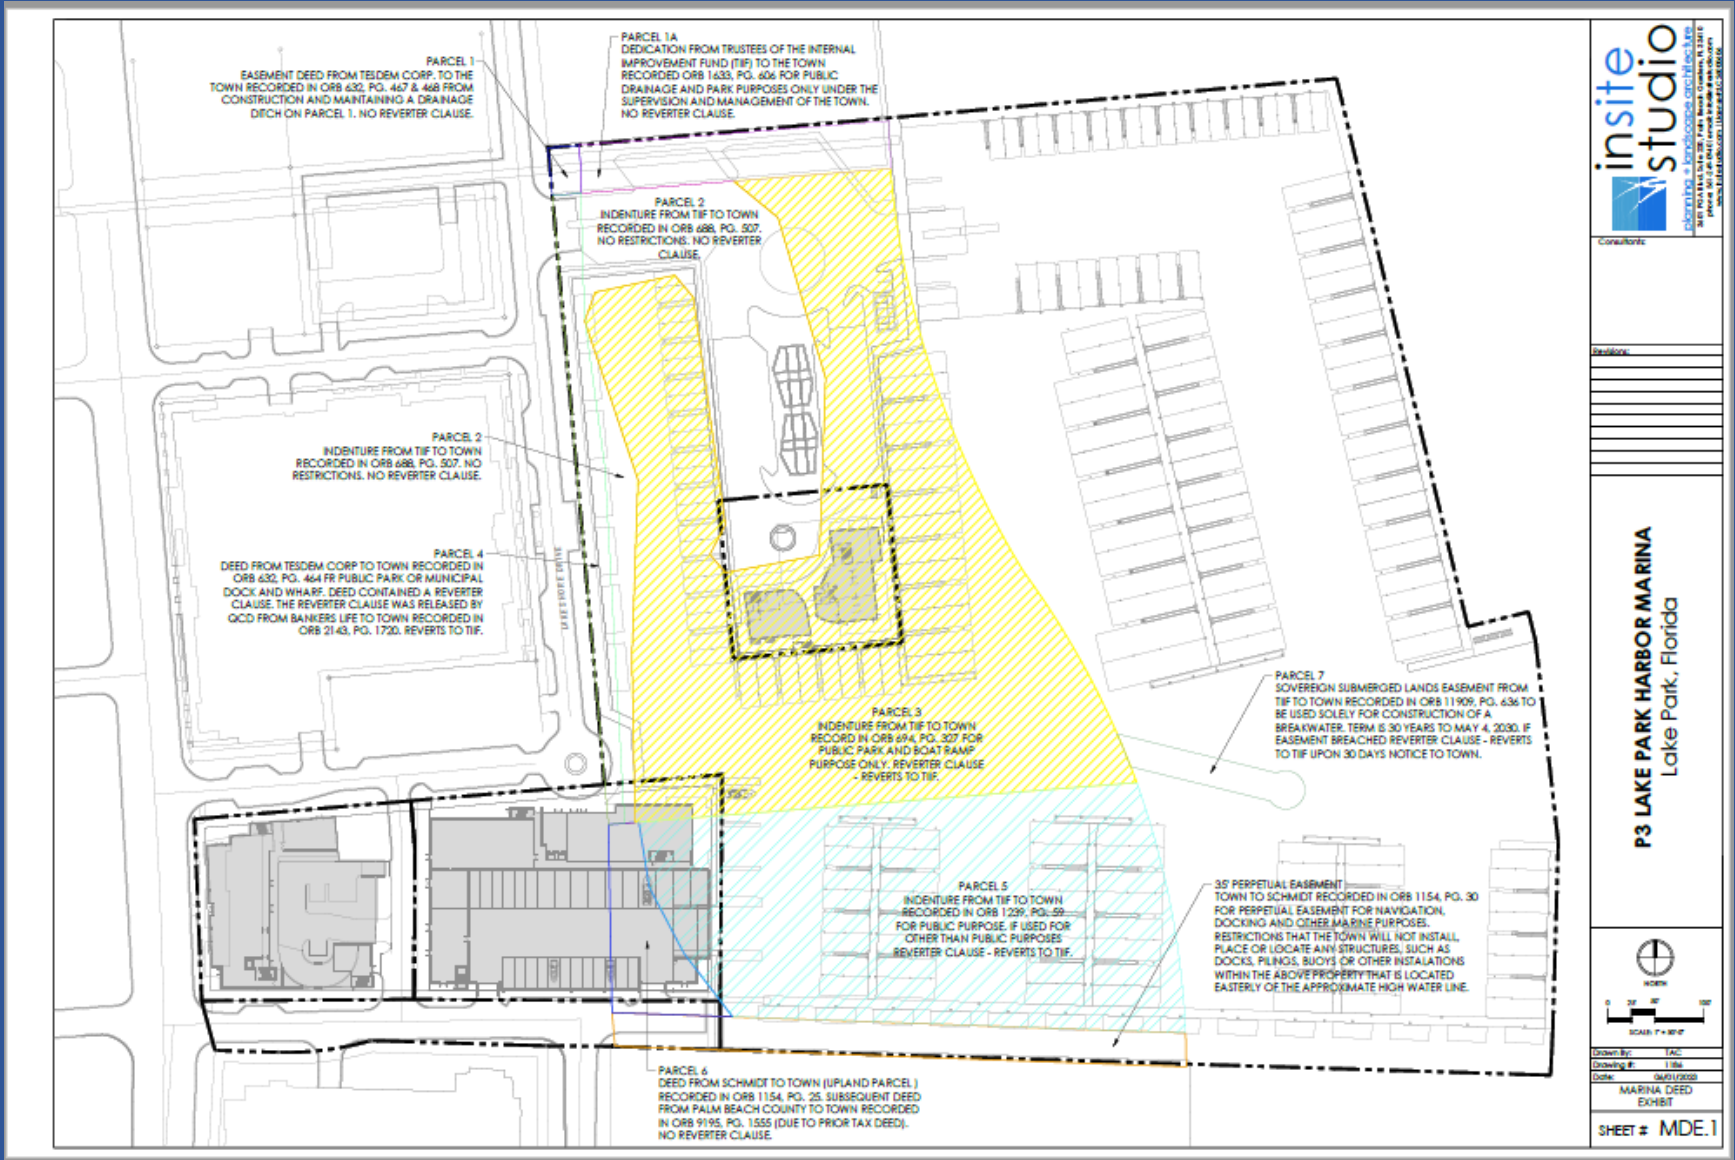 PARCEL 1
EASEMENT DEED FROM TESDEM CORP. TO THE
TOWN RECORDED IN ORB 632, PG. 467 & 468 FROM
CONSTRUCTION AND MAINTAINING A DRAINAGE
DITCH ON PARCEL 1. NO REVERTER CLAUSE.
PARCEL 1A
DEDICATION FROM TRUSTEES OF THE INTERNAL
IMPROVEMENT FUND (TIIF) TO THE TOWN
RECORDED ORB 1633, PG. 606 FOR PUBLIC
DRAINAGE AND PARK PURPOSES ONLY UNDER THE
SUPERVISION AND MANAGEMENT OF THE TOWN.
NO REVERTER CLAUSE.
PARCEL 2
INDENTURE FROM TIIF TO TOWN
RECORDED IN ORB 688, PG. 507.
NO RESTRICTIONS. NO REVERTER
CLAUSE.
PARCEL 2
INDENTURE FROM TIIF TO TOWN
RECORDED IN ORB 688, PG. 507. NO
RESTRICTIONS. NO REVERTER CLAUSE.
PARCEL 4
DEED FROM TESDEM CORP TO TOWN RECORDED IN
ORB 632, PG. 464 FR PUBLIC PARK OR MUNICIPAL
DOCK AND WHARF. DEED CONTAINED A REVERTER
CLAUSE. THE REVERTER CLAUSE WAS RELEASED BY
QCD FROM BANKERS LIFE TO TOWN RECORDED IN
ORB 2143, PG. 1720. REVERTS TO TIIF.
LAKESHORE DRIVE
PARCEL 3
INDENTURE FROM TIIF TO TOWN
RECORD IN ORB 694, PG. 327 FOR
PUBLIC PARK AND BOAT RAMP
PURPOSE ONLY. REVERTER CLAUSE
- REVERTS TO TIIF.
PARCEL 7
SOVEREIGN SUBMERGED LANDS EASEMENT FROM
TIIF TO TOWN RECORDED IN ORB 11909, PG. 636 TO
BE USED SOLELY FOR CONSTRUCTION OF A
BREAKWATER. TERM IS 30 YEARS TO MAY 4, 2030. IF
EASEMENT BREACHED REVERTER CLAUSE - REVERTS
TO TIIF UPON 30 DAYS NOTICE TO TOWN.
PARCEL 5
INDENTURE FROM TIIF TO TOWN
RECORDED IN ORB 1239, PG. 59
FOR PUBLIC PURPOSE. IF USED FOR
OTHER THAN PUBLIC PURPOSES
REVERTER CLAUSE - REVERTS TO TIIF.
35' PERPETUAL EASEMENT
TOWN TO SCHMIDT RECORDED IN ORB 1154, PG. 30
FOR PERPETUAL EASEMENT FOR NAVIGATION,
DOCKING AND OTHER MARINE PURPOSES.
RESTRICTIONS THAT THE TOWN WILL NOT INSTALL,
PLACE OR LOCATE ANY STRUCTURES, SUCH AS
DOCKS, PILINGS, BUOYS OR OTHER INSTALATIONS
WITHIN THE ABOVE PROPERTY THAT IS LOCATED
EASTERLY OF THE APPROXIMATE HIGH WATER LINE.
PARCEL 6
DEED FROM SCHMIDT TO TOWN (UPLAND PARCEL)
RECORDED IN ORB 1154, PG. 25. SUBSEQUENT DEED
FROM PALM BEACH COUNTY TO TOWN RECORDED
IN ORB 9195, PG. 1555 (DUE TO PRIOR TAX DEED).
NO REVERTER CLAUSE.
insite
studio
planning + landscape architecture
Consultants:
Revisions:
P3 LAKE PARK HARBOR MARINA
Lake Park, Florida
NORTH
Drawn By: TAC
Drawing #: 1186
Date:
MARINA DEED
EXHIBIT
SHEET # MDE.1